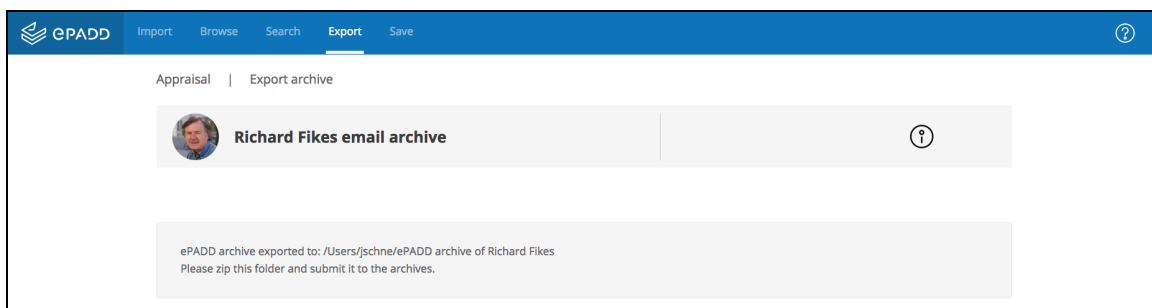 ePADD Import Browse Search Export Save ?
Appraisal | Export archive
Richard Fikes email archive
ePADD archive exported to: /Users/jschne/ePADD archive of Richard Fikes
Please zip this folder and submit it to the archives.